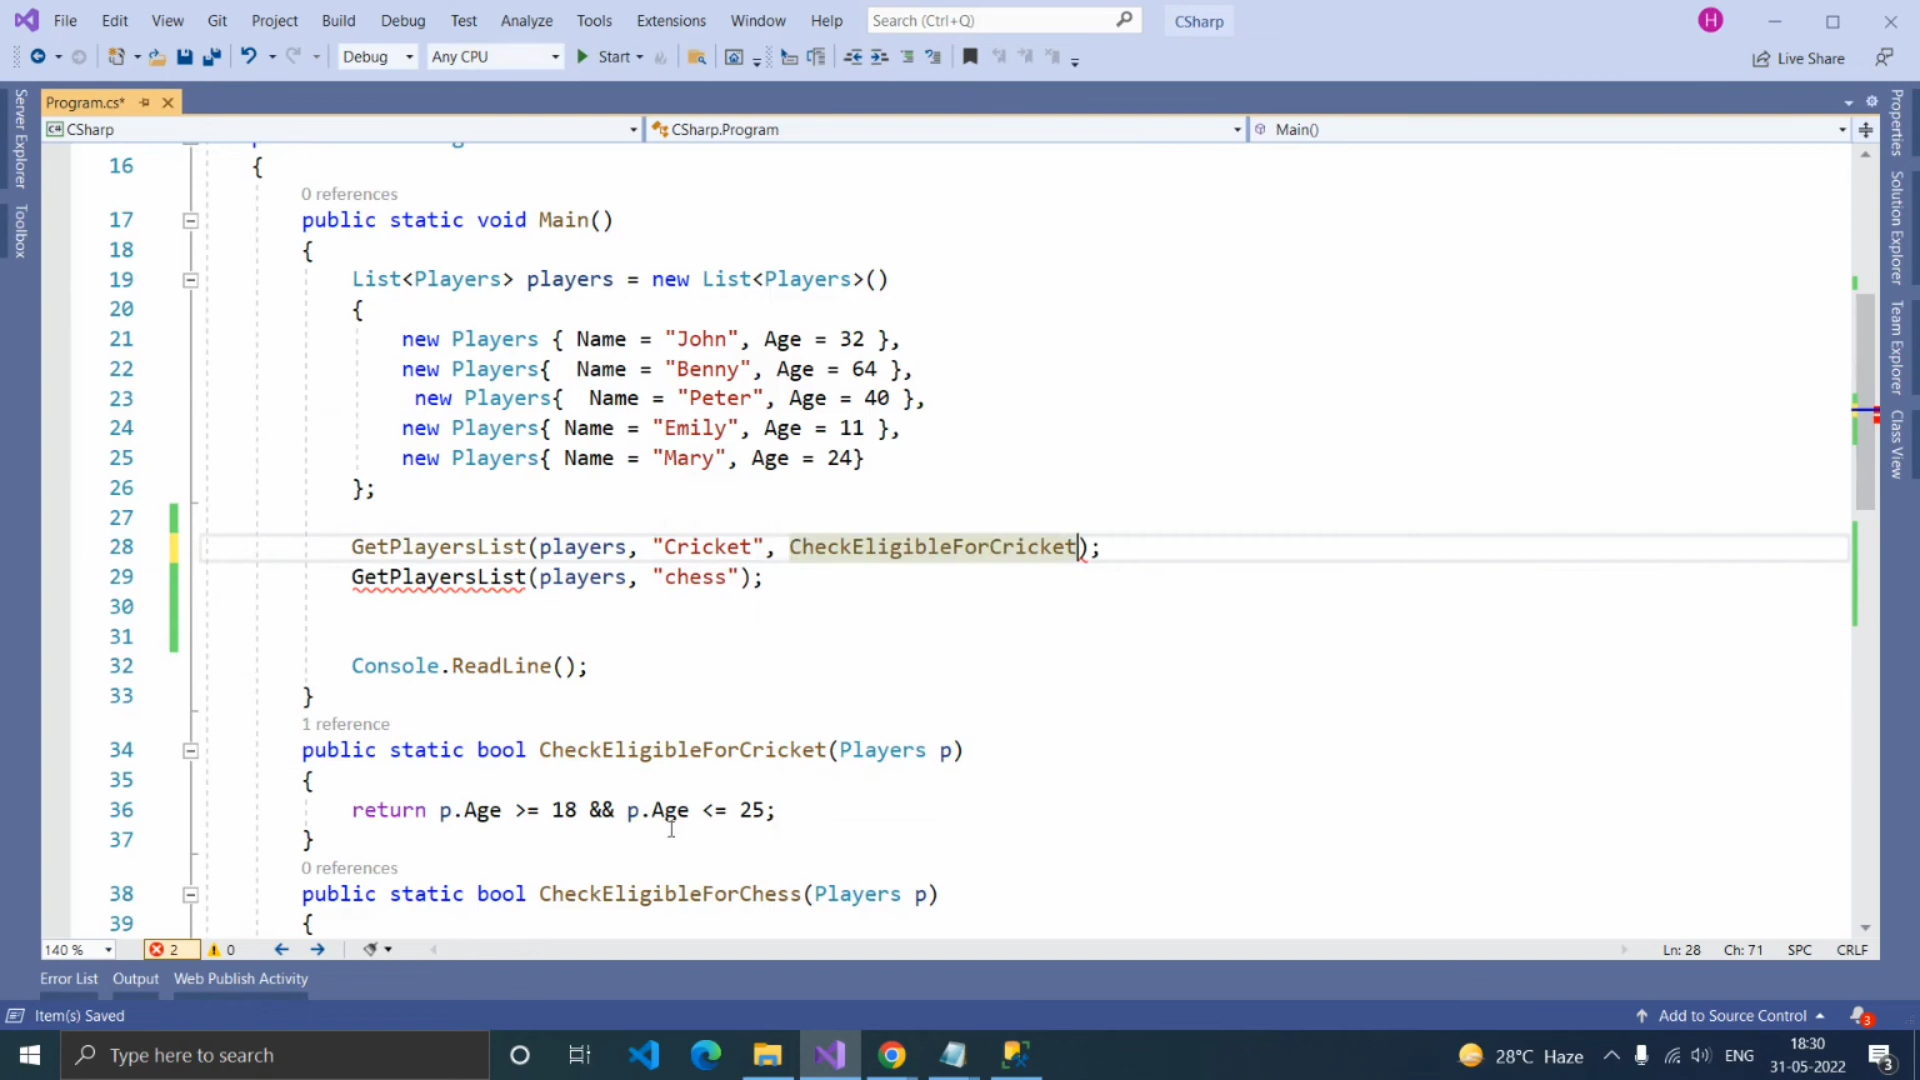 File Edit View Git Project Build Debug Test Analyze Tools Extensions Window Help Search (Ctrl+Q) CSharp H
Debug Any CPU Start Live Share
Program.cs*
C# CSharp CSharp.Program Main()
Server Explorer
Toolbox
Properties
Solution Explorer
Team Explorer
Class View
16 {
0 references
17 public static void Main()
18 {
19 List<Players> players = new List<Players>()
20 {
21 new Players { Name = "John", Age = 32 },
22 new Players{ Name = "Benny", Age = 64 },
23 new Players{ Name = "Peter", Age = 40 },
24 new Players{ Name = "Emily", Age = 11 },
25 new Players{ Name = "Mary", Age = 24}
26 };
27
28 GetPlayersList(players, "Cricket", CheckEligibleForCricket);
29 GetPlayersList(players, "chess");
30
31
32 Console.ReadLine();
33 }
1 reference
34 public static bool CheckEligibleForCricket(Players p)
35 {
36 return p.Age >= 18 && p.Age <= 25;
37 }
0 references
38 public static bool CheckEligibleForChess(Players p)
39 {
140 % 2 0 Ln: 28 Ch: 71 SPC CRLF
Error List Output Web Publish Activity
Item(s) Saved Add to Source Control 3
Type here to search 28°C Haze ENG 18:30
31-05-2022 3